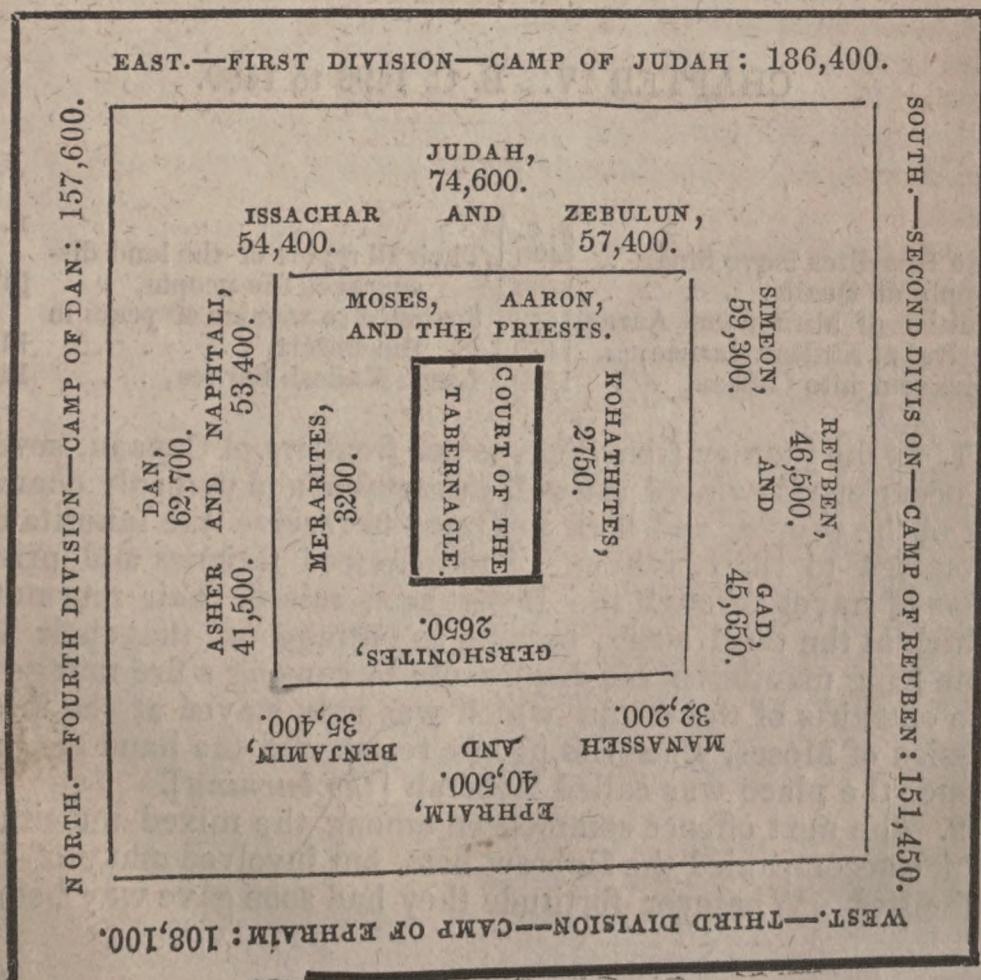 EAST.—FIRST DIVISION—CAMP OF JUDAH: 186,400.
JUDAH,
74,600.
ISSACHAR AND ZEBULUN,
54,400. 57,400.
MOSES, AARON,
AND THE PRIESTS.
COURT OF THE
TABERNACLE.
KOHATHITES,
2750.
MERARITES,
3200.
GERSHONITES,
2650.
SOUTH.—SECOND DIVIS ON—CAMP OF REUBEN: 151,450.
REUBEN,
46,500.
SIMEON, AND GAD,
59,300. 45,650.
WEST.—THIRD DIVISION—CAMP OF EPHRAIM: 108,100.
EPHRAIM,
40,500.
MANASSEH AND BENJAMIN,
32,200. 35,400.
NORTH.—FOURTH DIVISION—CAMP OF DAN: 157,600.
DAN,
62,700.
ASHER AND NAPHTALI,
41,500. 53,400.